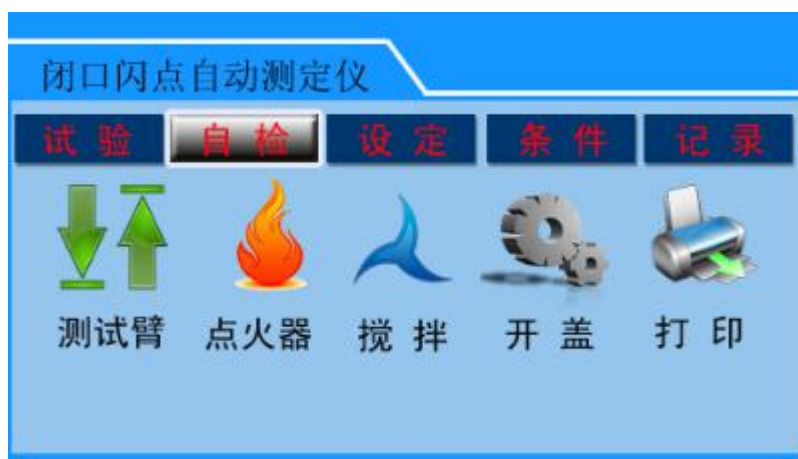 闭口闪点自动测定仪
试 验 自 检 设 定 条 件 记 录
测试臂 点火器 搅 拌 开 盖 打 印